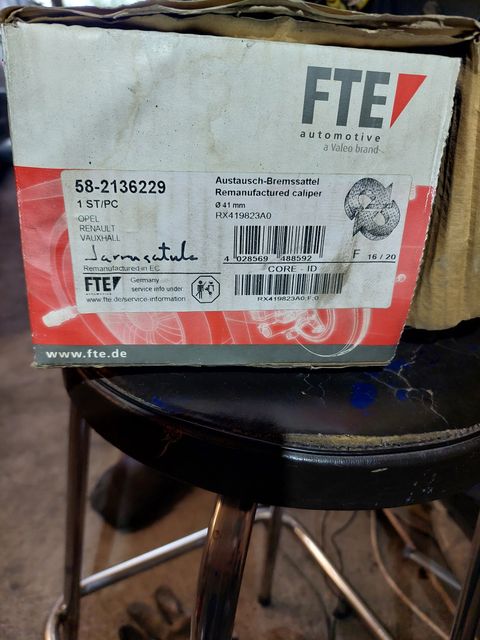 FTE
automotive
a Valeo brand
58-2136229
1 ST/PC
OPEL
RENAULT
VAUXHALL
Austausch-Bremssattel
Remanufactured caliper
Ø 41 mm
RX419823A0
4 028569 488592
F 16 / 20
CORE - ID
RX419823A0;F;0
Jarrusatula
Remanufactured in EC
FTE
automotive
Germany
service info under
www.fte.de/service-information
www.fte.de